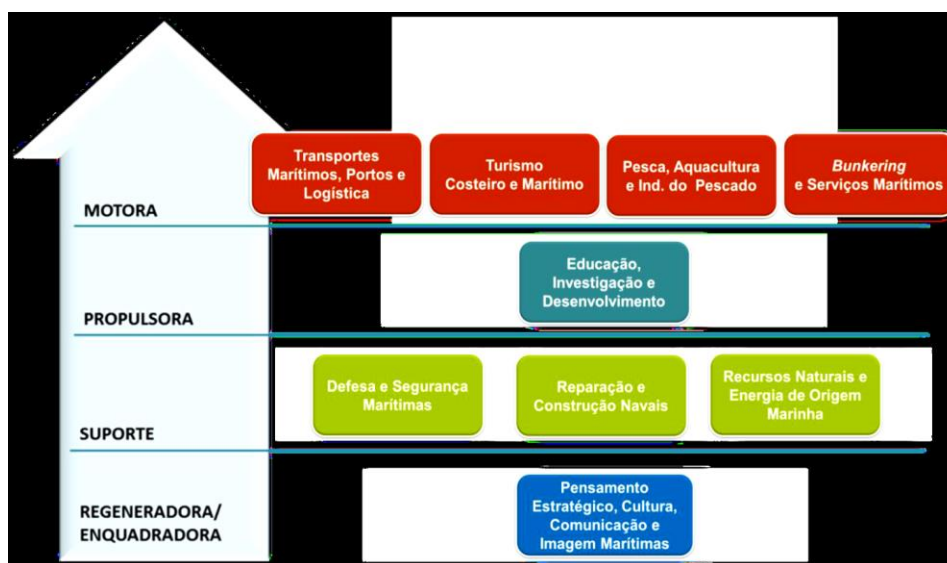 Transportes
Marítimos, Portos e
Logística
Turismo
Costeiro e Marítimo
Pesca, Aquacultura
e Ind. do Pescado
Bunkering
e Serviços Marítimos
MOTORA
Educação,
Investigação e
Desenvolvimento
PROPULSORA
Defesa e Segurança
Marítimas
Reparação e
Construção Navais
Recursos Naturais e
Energia de Origem
Marinha
SUPORTE
Pensamento
Estratégico, Cultura,
Comunicação e
Imagem Marítimas
REGENERADORA/
ENQUADRADORA